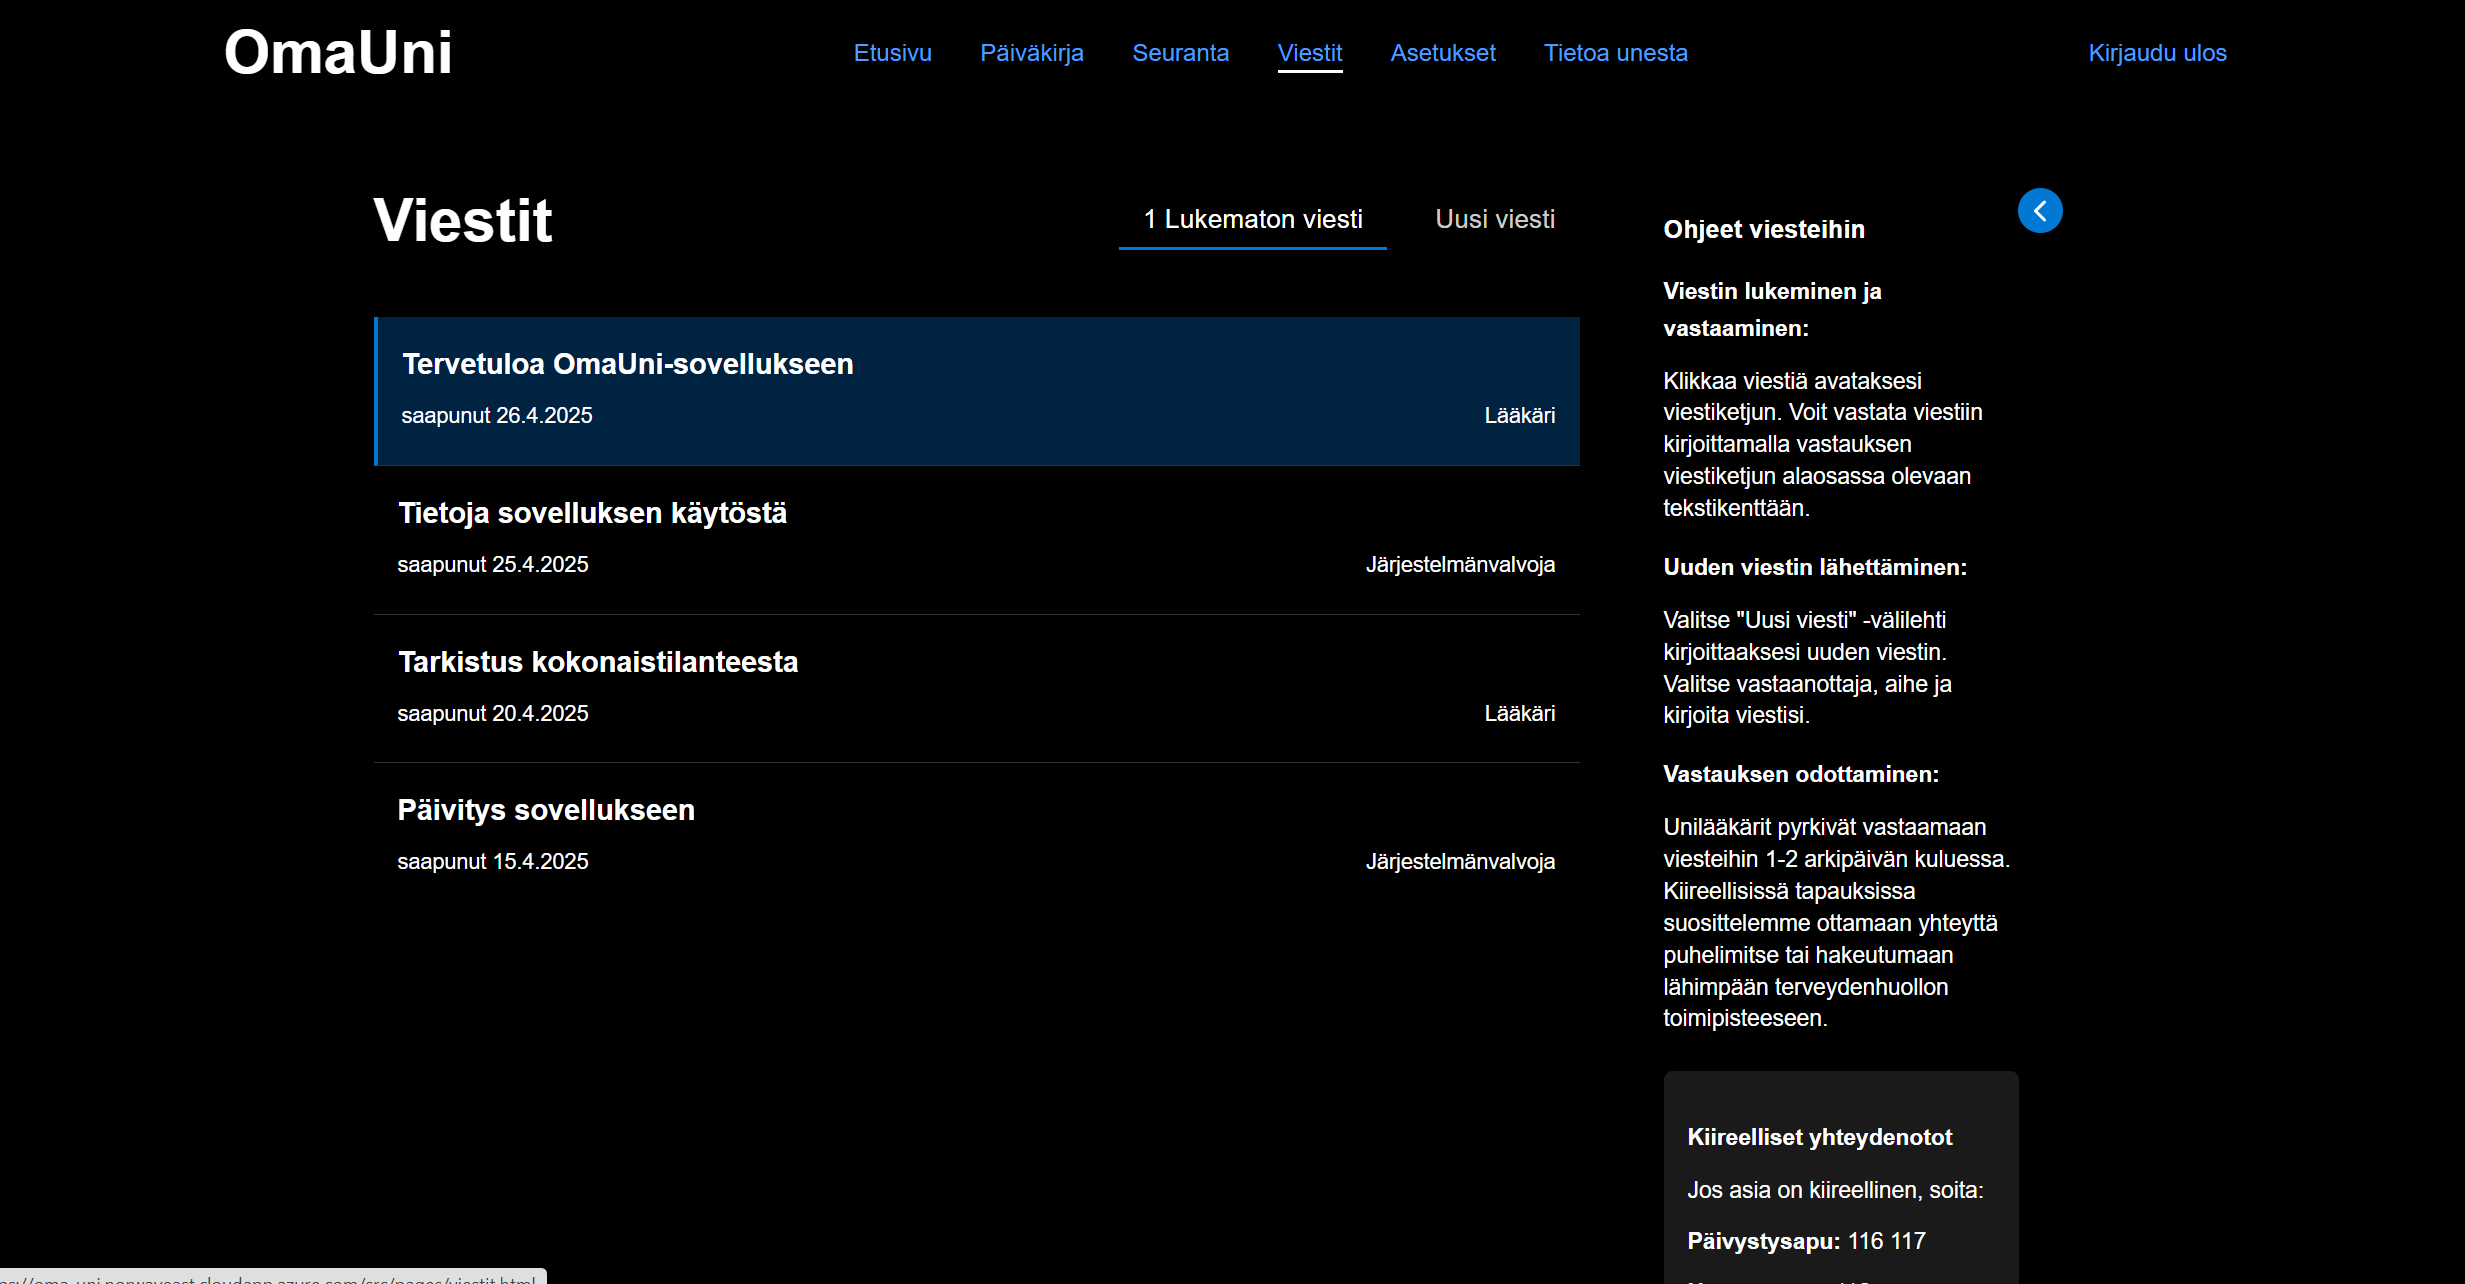 OmaUni
Etusivu Päiväkirja Seuranta Viestit Asetukset Tietoa unesta Kirjaudu ulos
Viestit
1 Lukematon viesti Uusi viesti
Tervetuloa OmaUni-sovellukseen
saapunut 26.4.2025 Lääkäri
Tietoja sovelluksen käytöstä
saapunut 25.4.2025 Järjestelmänvalvoja
Tarkistus kokonaistilanteesta
saapunut 20.4.2025 Lääkäri
Päivitys sovellukseen
saapunut 15.4.2025 Järjestelmänvalvoja
Ohjeet viesteihin
Viestin lukeminen ja
vastaaminen:
Klikkaa viestiä avataksesi
viestiketjun. Voit vastata viestiin
kirjoittamalla vastauksen
viestiketjun alaosassa olevaan
tekstikenttään.
Uuden viestin lähettäminen:
Valitse "Uusi viesti" -välilehti
kirjoittaaksesi uuden viestin.
Valitse vastaanottaja, aihe ja
kirjoita viestisi.
Vastauksen odottaminen:
Unilääkärit pyrkivät vastaamaan
viesteihin 1-2 arkipäivän kuluessa.
Kiireellisissä tapauksissa
suosittelemme ottamaan yhteyttä
puhelimitse tai hakeutumaan
lähimpään terveydenhuollon
toimipisteeseen.
Kiireelliset yhteydenotot
Jos asia on kiireellinen, soita:
Päivystysapu: 116 117